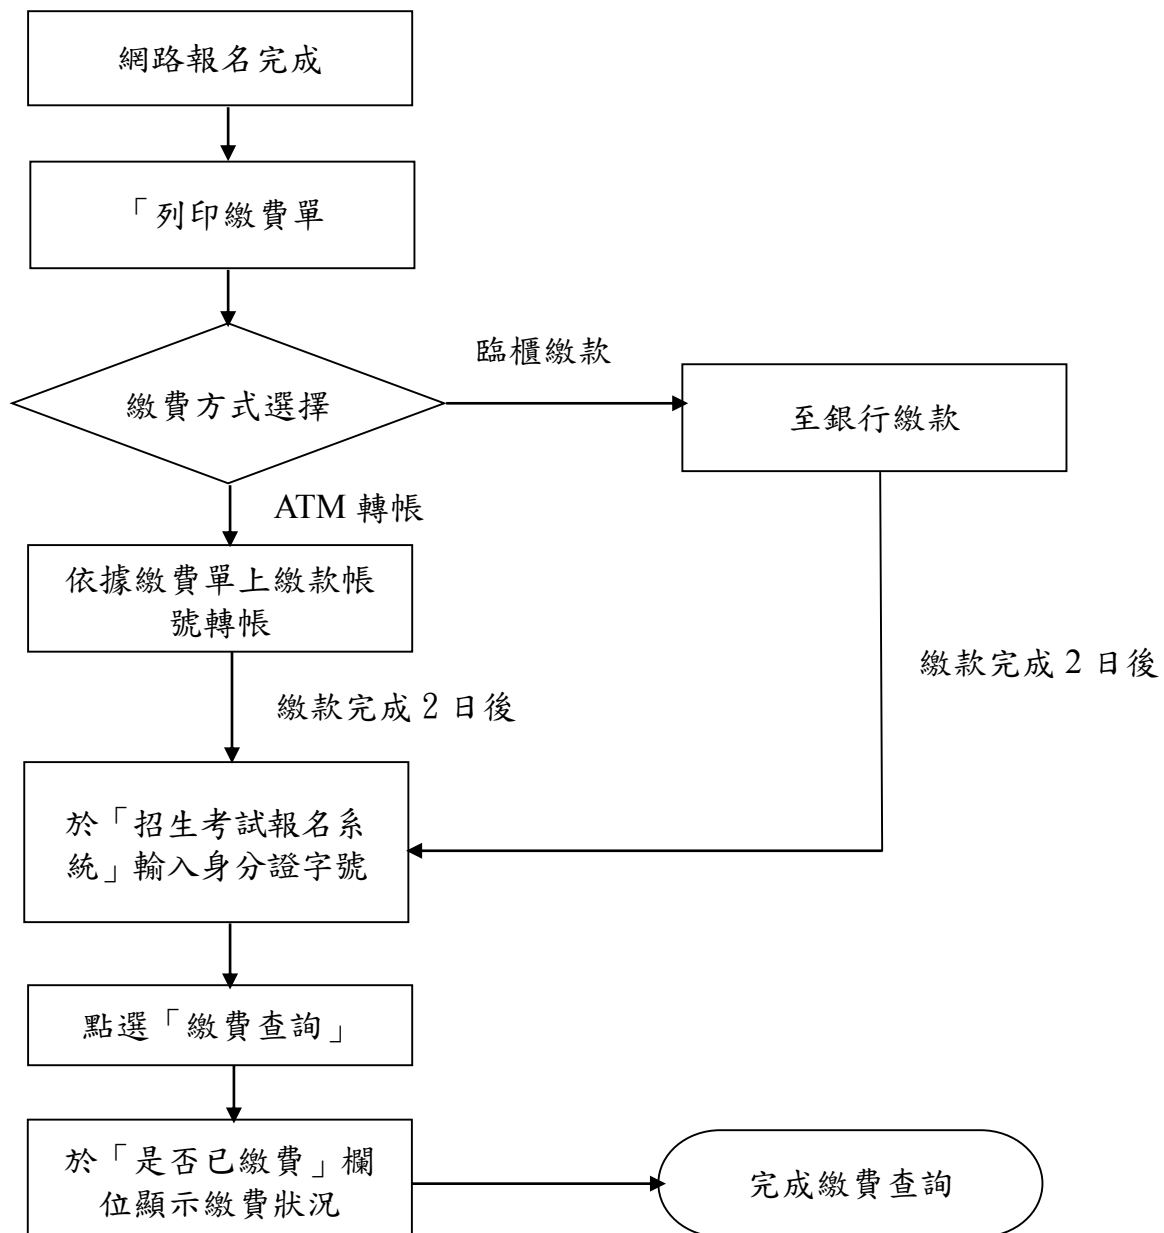 網路報名完成
「列印繳費單
臨櫃繳款
繳費方式選擇
至銀行繳款
ATM 轉帳
依據繳費單上繳款帳
號轉帳
繳款完成 2 日後
繳款完成 2 日後
於「招生考試報名系
統」輸入身分證字號
點選「繳費查詢」
於「是否已繳費」欄
位顯示繳費狀況
完成繳費查詢